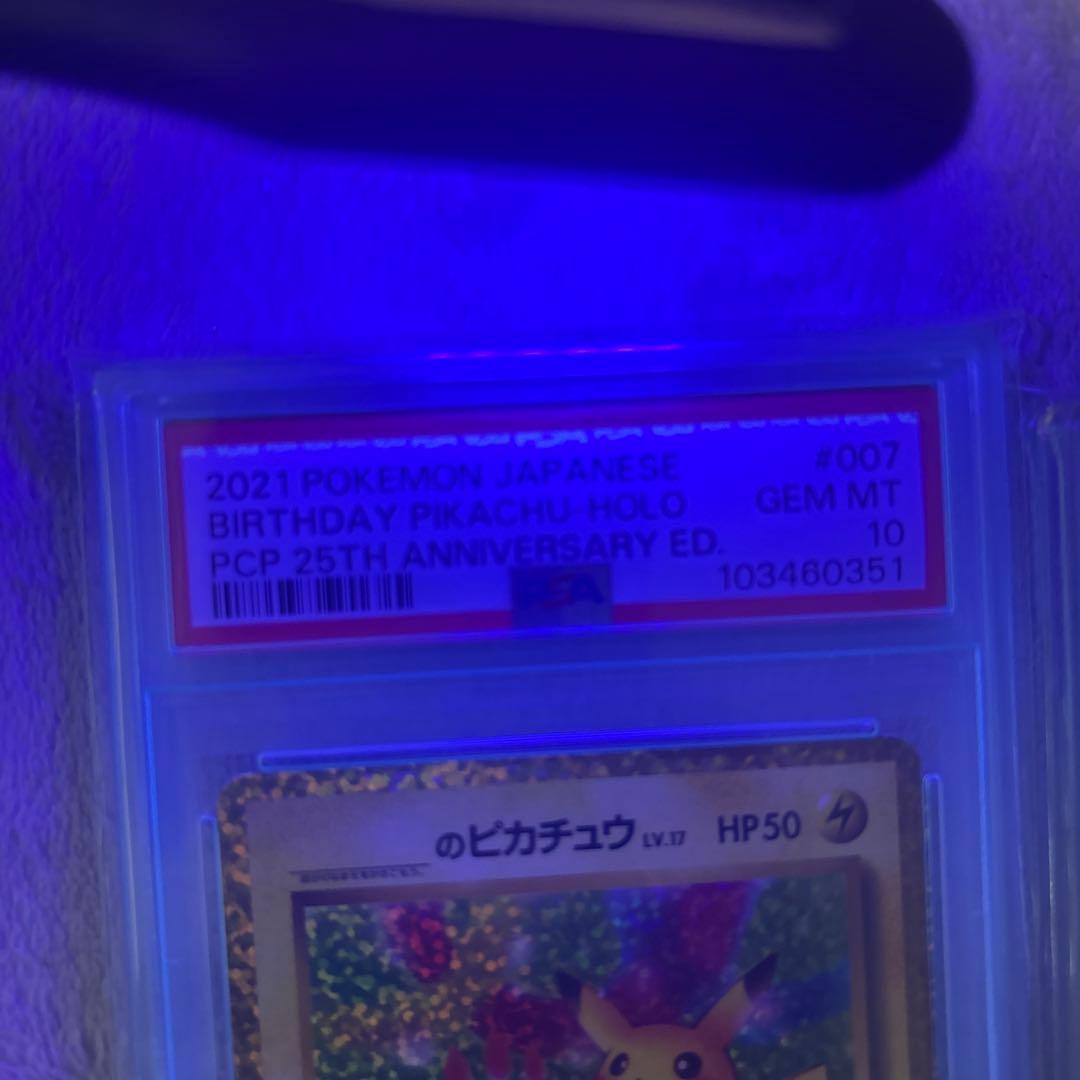 2021 POKEMON JAPANESE #007
BIRTHDAY PIKACHU-HOLO GEM MT
PCP 25TH ANNIVERSARY ED. 10
103460351
PSA
のピカチュウ LV.17 HP50